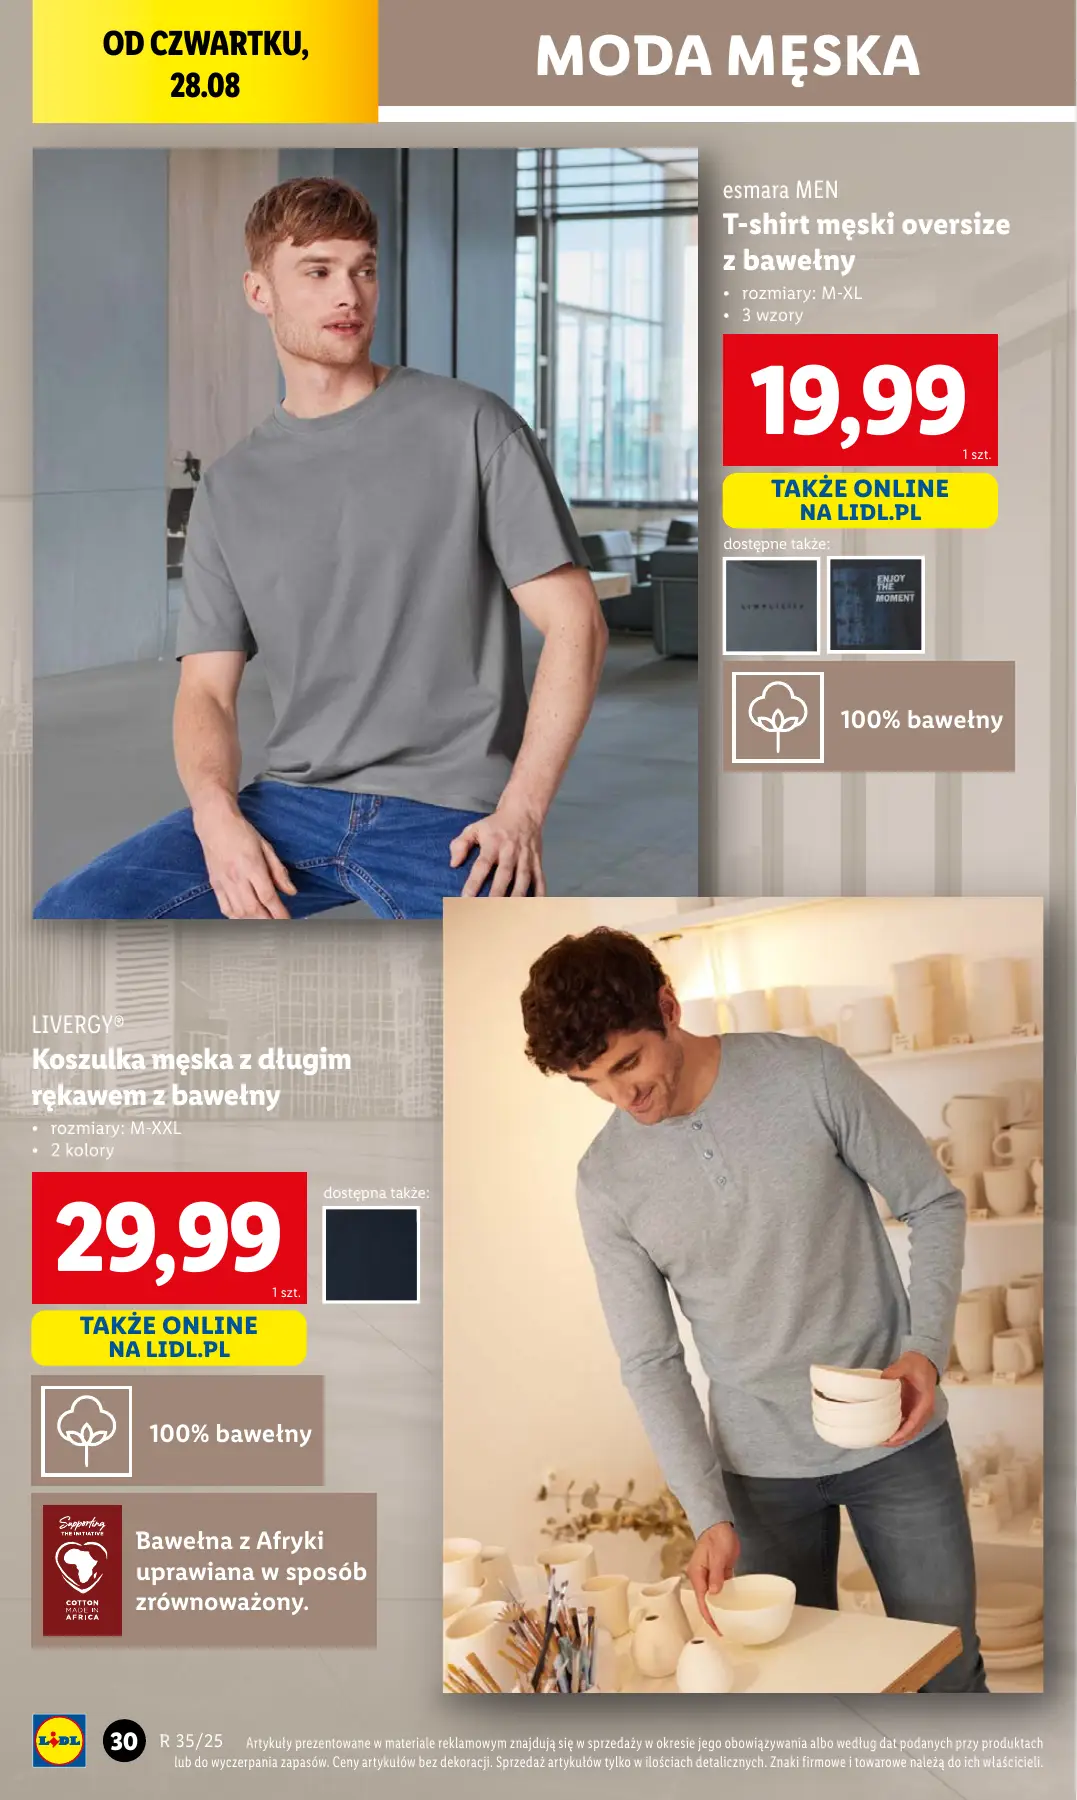 OD CZWARTKU,
28.08
MODA MĘSKA
esmara MEN
T-shirt męski oversize
z bawełny
• rozmiary: M-XL
• 3 wzory
19,99
1 szt.
TAKŻE ONLINE
NA LIDL.PL
dostępne także:
SIMPLICITY
ENJOY
THE
MOMENT
100% bawełny
LIVERGY®
Koszulka męska z długim
rękawem z bawełny
• rozmiary: M-XXL
• 2 kolory
29,99
1 szt.
dostępna także:
TAKŻE ONLINE
NA LIDL.PL
100% bawełny
Supporting
THE INITIATIVE
COTTON
MADE IN
AFRICA
Bawełna z Afryki
uprawiana w sposób
zrównoważony.
LIDL
30
R 35/25
Artykuły prezentowane w materiale reklamowym znajdują się w sprzedaży w okresie jego obowiązywania albo według dat podanych przy produktach
lub do wyczerpania zapasów. Ceny artykułów bez dekoracji. Sprzedaż artykułów tylko w ilościach detalicznych. Znaki firmowe i towarowe należą do ich właścicieli.